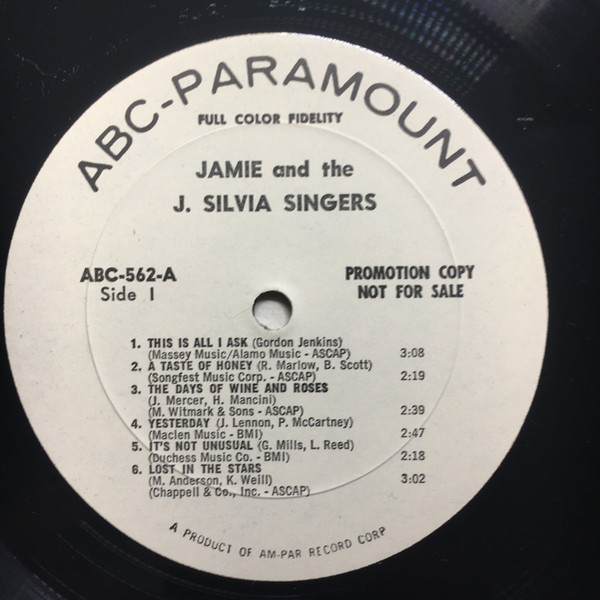 ABC-PARAMOUNT
FULL COLOR FIDELITY
JAMIE and the
J. SILVIA SINGERS
ABC-562-A
Side 1
PROMOTION COPY
NOT FOR SALE
1. THIS IS ALL I ASK (Gordon Jenkins)
(Massey Music/Alamo Music - ASCAP) 3:08
2. A TASTE OF HONEY (R. Marlow, B. Scott)
(Songfest Music Corp. - ASCAP) 2:19
3. THE DAYS OF WINE AND ROSES
(J. Mercer, H. Mancini)
(M. Witmark & Sons - ASCAP) 2:39
4. YESTERDAY (J. Lennon, P. McCartney)
(Maclen Music - BMI) 2:47
5. IT'S NOT UNUSUAL (G. Mills, L. Reed)
(Duchess Music Co. - BMI) 2:18
6. LOST IN THE STARS
(M. Anderson, K. Weill) 3:02
(Chappell & Co., Inc. - ASCAP)
A PRODUCT OF AM-PAR RECORD CORP